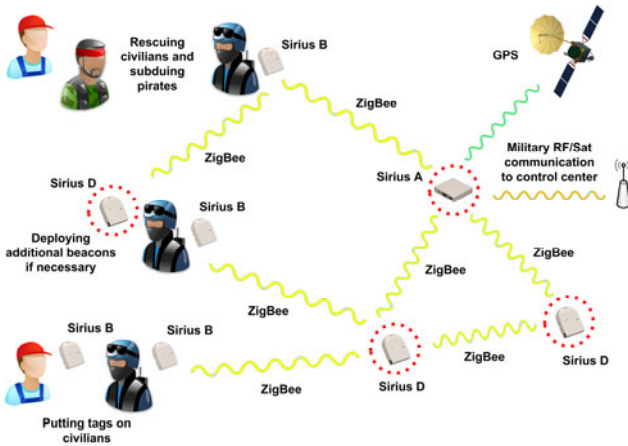 Rescuing
civilians and
subduing
pirates
Sirius B
GPS
ZigBee
ZigBee
Military RF/Sat
communication
to control center
Sirius A
Sirius D
Sirius B
Deploying
additional beacons
if necessary
ZigBee
ZigBee
ZigBee
Sirius B
Sirius B
ZigBee
ZigBee
Sirius D
Sirius D
Putting tags on
civilians